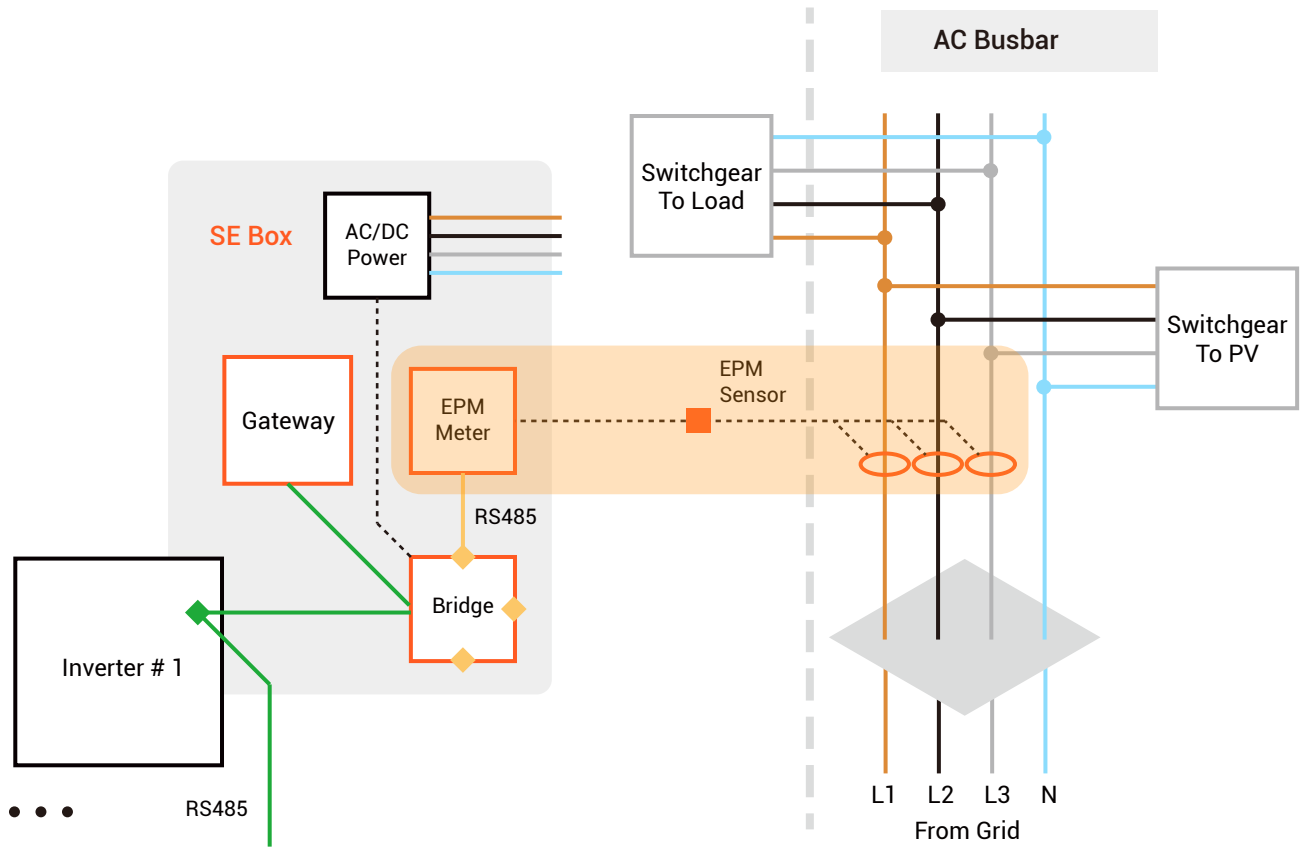 AC Busbar
Switchgear
To Load
SE Box
AC/DC
Power
Switchgear
To PV
EPM
Sensor
EPM
Meter
Gateway
RS485
Bridge
Inverter # 1
RS485
L1
L2
L3
N
From Grid